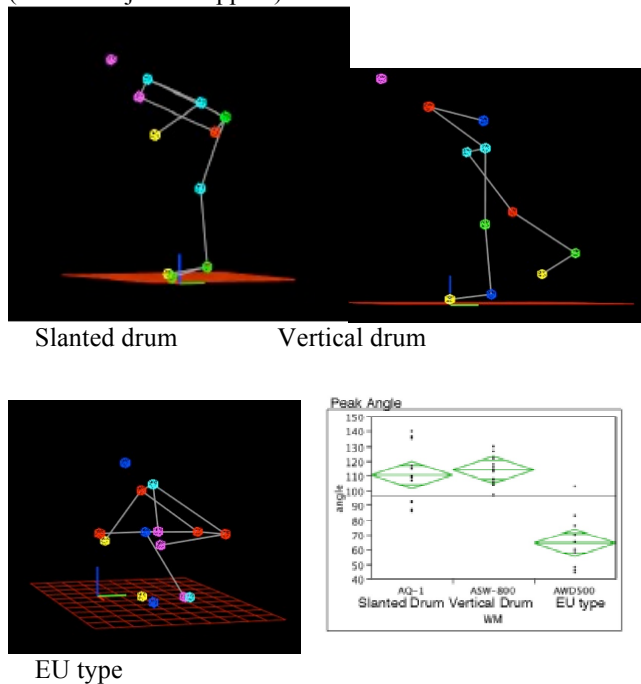 Slanted drum Vertical drum
Peak Angle
150
140
130
120
110
100
90
80
70
60
50
40
angle
AQ-1 ASW-800 AWD500
Slanted Drum Vertical Drum EU type
WM
EU type